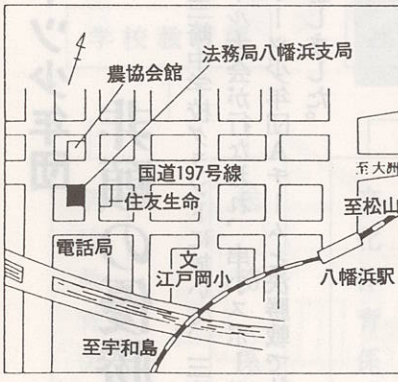 法務局八幡浜支局
農協会館
国道197号線
至大洲
住友生命
至松山
電話局
文
江戸岡小
八幡浜駅
至宇和島